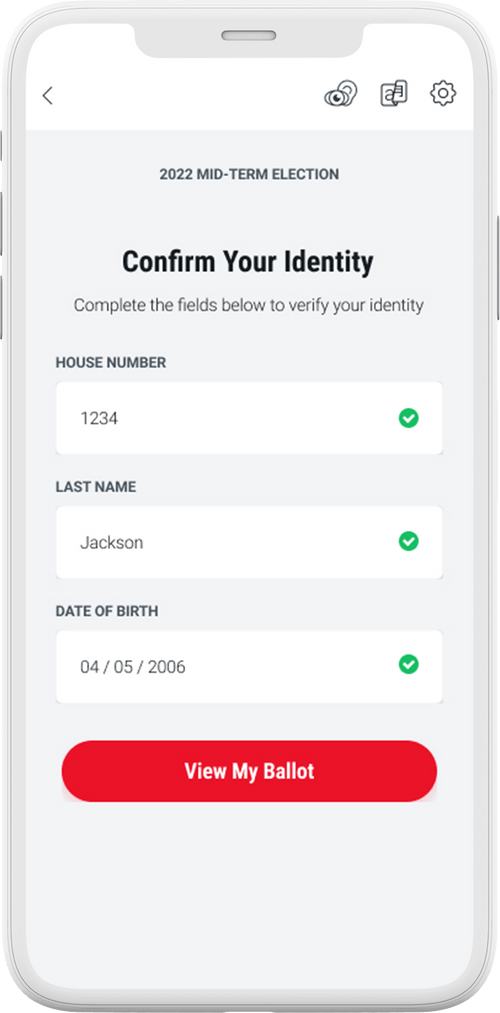 2022 MID-TERM ELECTION
Confirm Your Identity
Complete the fields below to verify your identity
HOUSE NUMBER
1234
LAST NAME
Jackson
DATE OF BIRTH
04 / 05 / 2006
View My Ballot